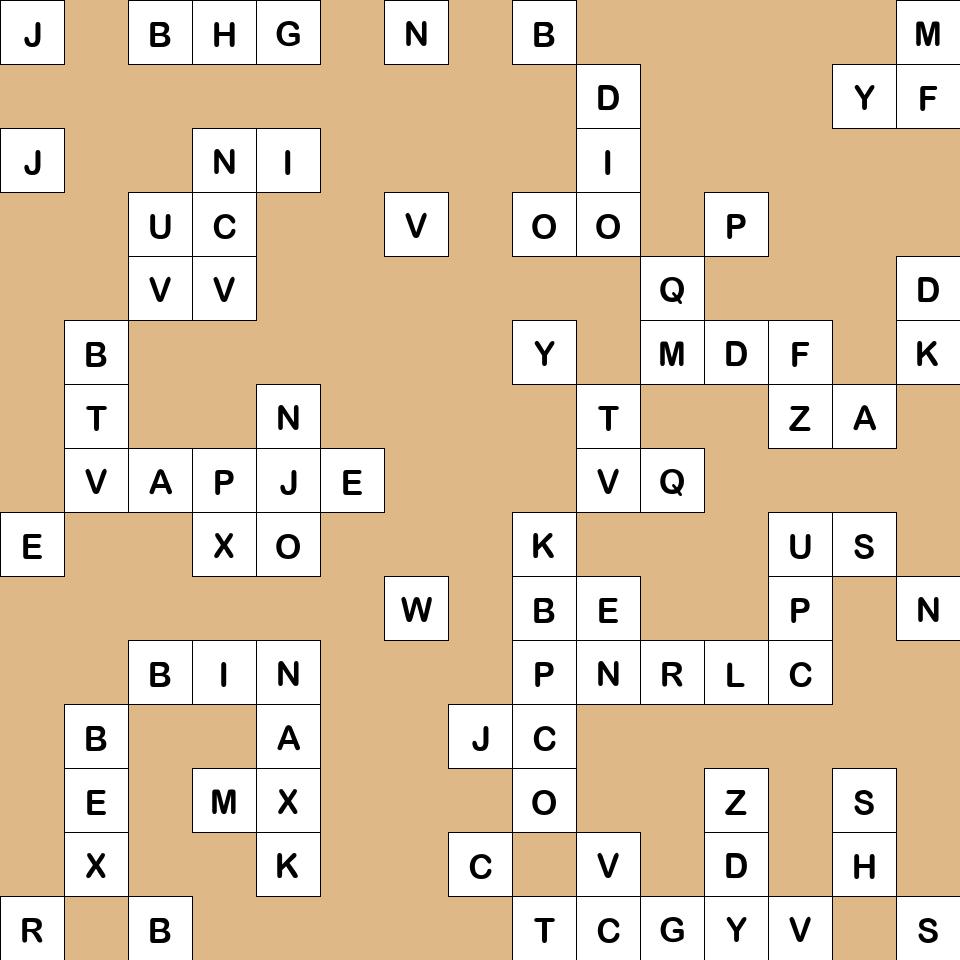 J B H G N B M
D Y F
J N I I
U C V O O P
V V Q D
B Y M D F K
T N T Z A
V A P J E V Q
E X O K U S
W B E P N
B I N P N R L C
B A J C
E M X O Z S
X K C V D H
R B T C G Y V S